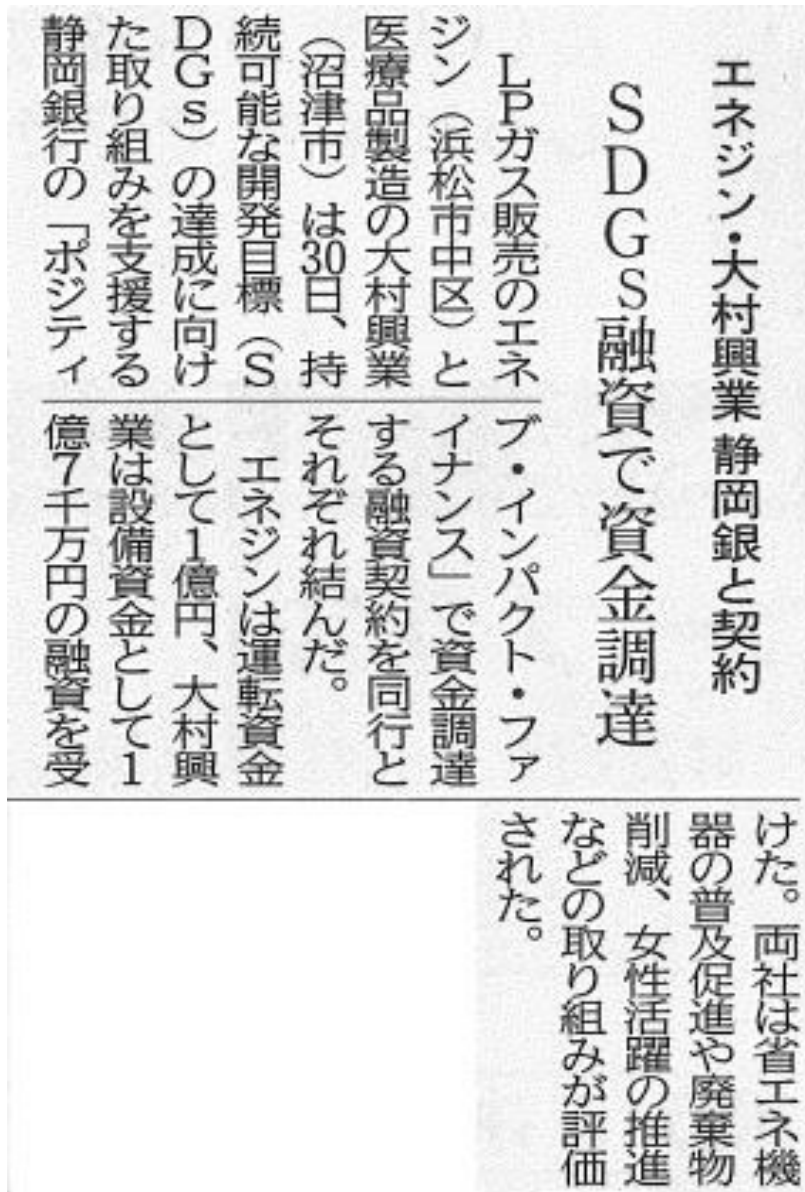 エネジン・大村興業 静岡銀と契約
SDGs融資で資金調達
LPガス販売のエネ
ジン（浜松市中区）と
医療品製造の大村興業
（沼津市）は30日、持
続可能な開発目標（S
DGs）の達成に向け
た取り組みを支援する
静岡銀行の「ポジティ
ブ・インパクト・ファ
イナンス」で資金調達
する融資契約を同行と
それぞれ結んだ。
エネジンは運転資金
として1億円、大村興
業は設備資金として1
億7千万円の融資を受
けた。両社は省エネ機
器の普及促進や廃棄物
削減、女性活躍の推進
などの取り組みが評価
された。